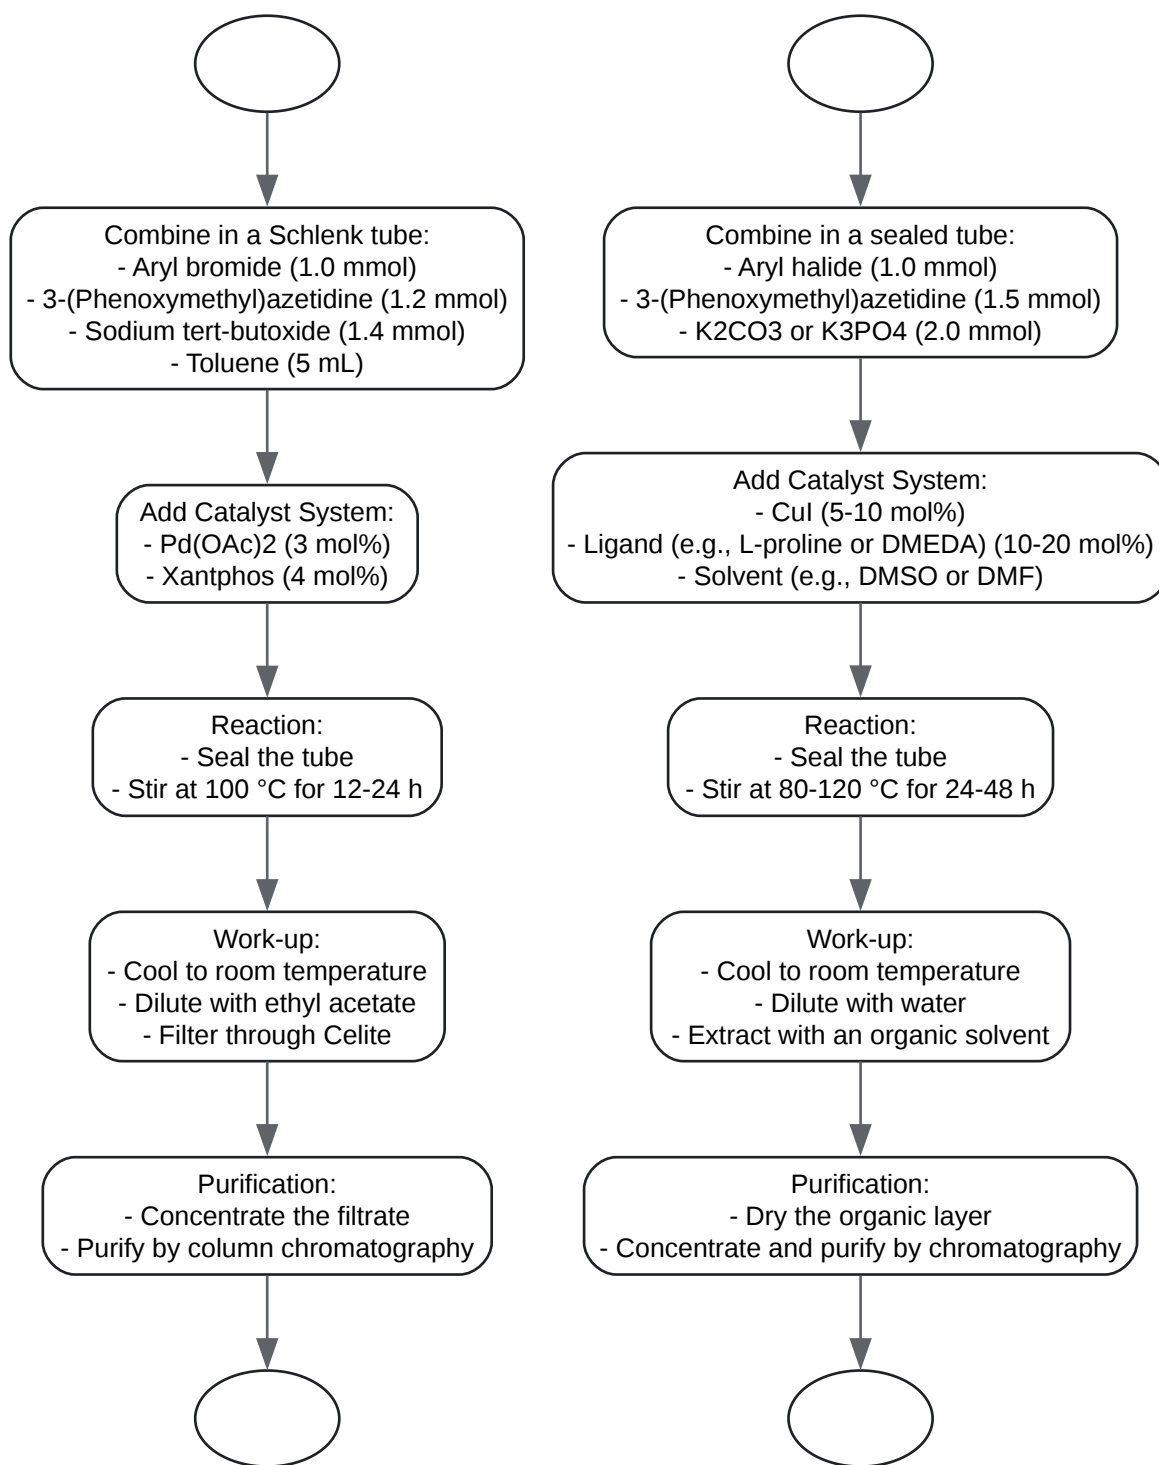 Combine in a Schlenk tube:
- Aryl bromide (1.0 mmol)
- 3-(Phenoxymethyl)azetidine (1.2 mmol)
- Sodium tert-butoxide (1.4 mmol)
- Toluene (5 mL)
Add Catalyst System:
- Pd(OAc)2 (3 mol%)
- Xantphos (4 mol%)
Reaction:
- Seal the tube
- Stir at 100 °C for 12-24 h
Work-up:
- Cool to room temperature
- Dilute with ethyl acetate
- Filter through Celite
Purification:
- Concentrate the filtrate
- Purify by column chromatography
Combine in a sealed tube:
- Aryl halide (1.0 mmol)
- 3-(Phenoxymethyl)azetidine (1.5 mmol)
- K2CO3 or K3PO4 (2.0 mmol)
Add Catalyst System:
- CuI (5-10 mol%)
- Ligand (e.g., L-proline or DMEDA) (10-20 mol%)
- Solvent (e.g., DMSO or DMF)
Reaction:
- Seal the tube
- Stir at 80-120 °C for 24-48 h
Work-up:
- Cool to room temperature
- Dilute with water
- Extract with an organic solvent
Purification:
- Dry the organic layer
- Concentrate and purify by chromatography